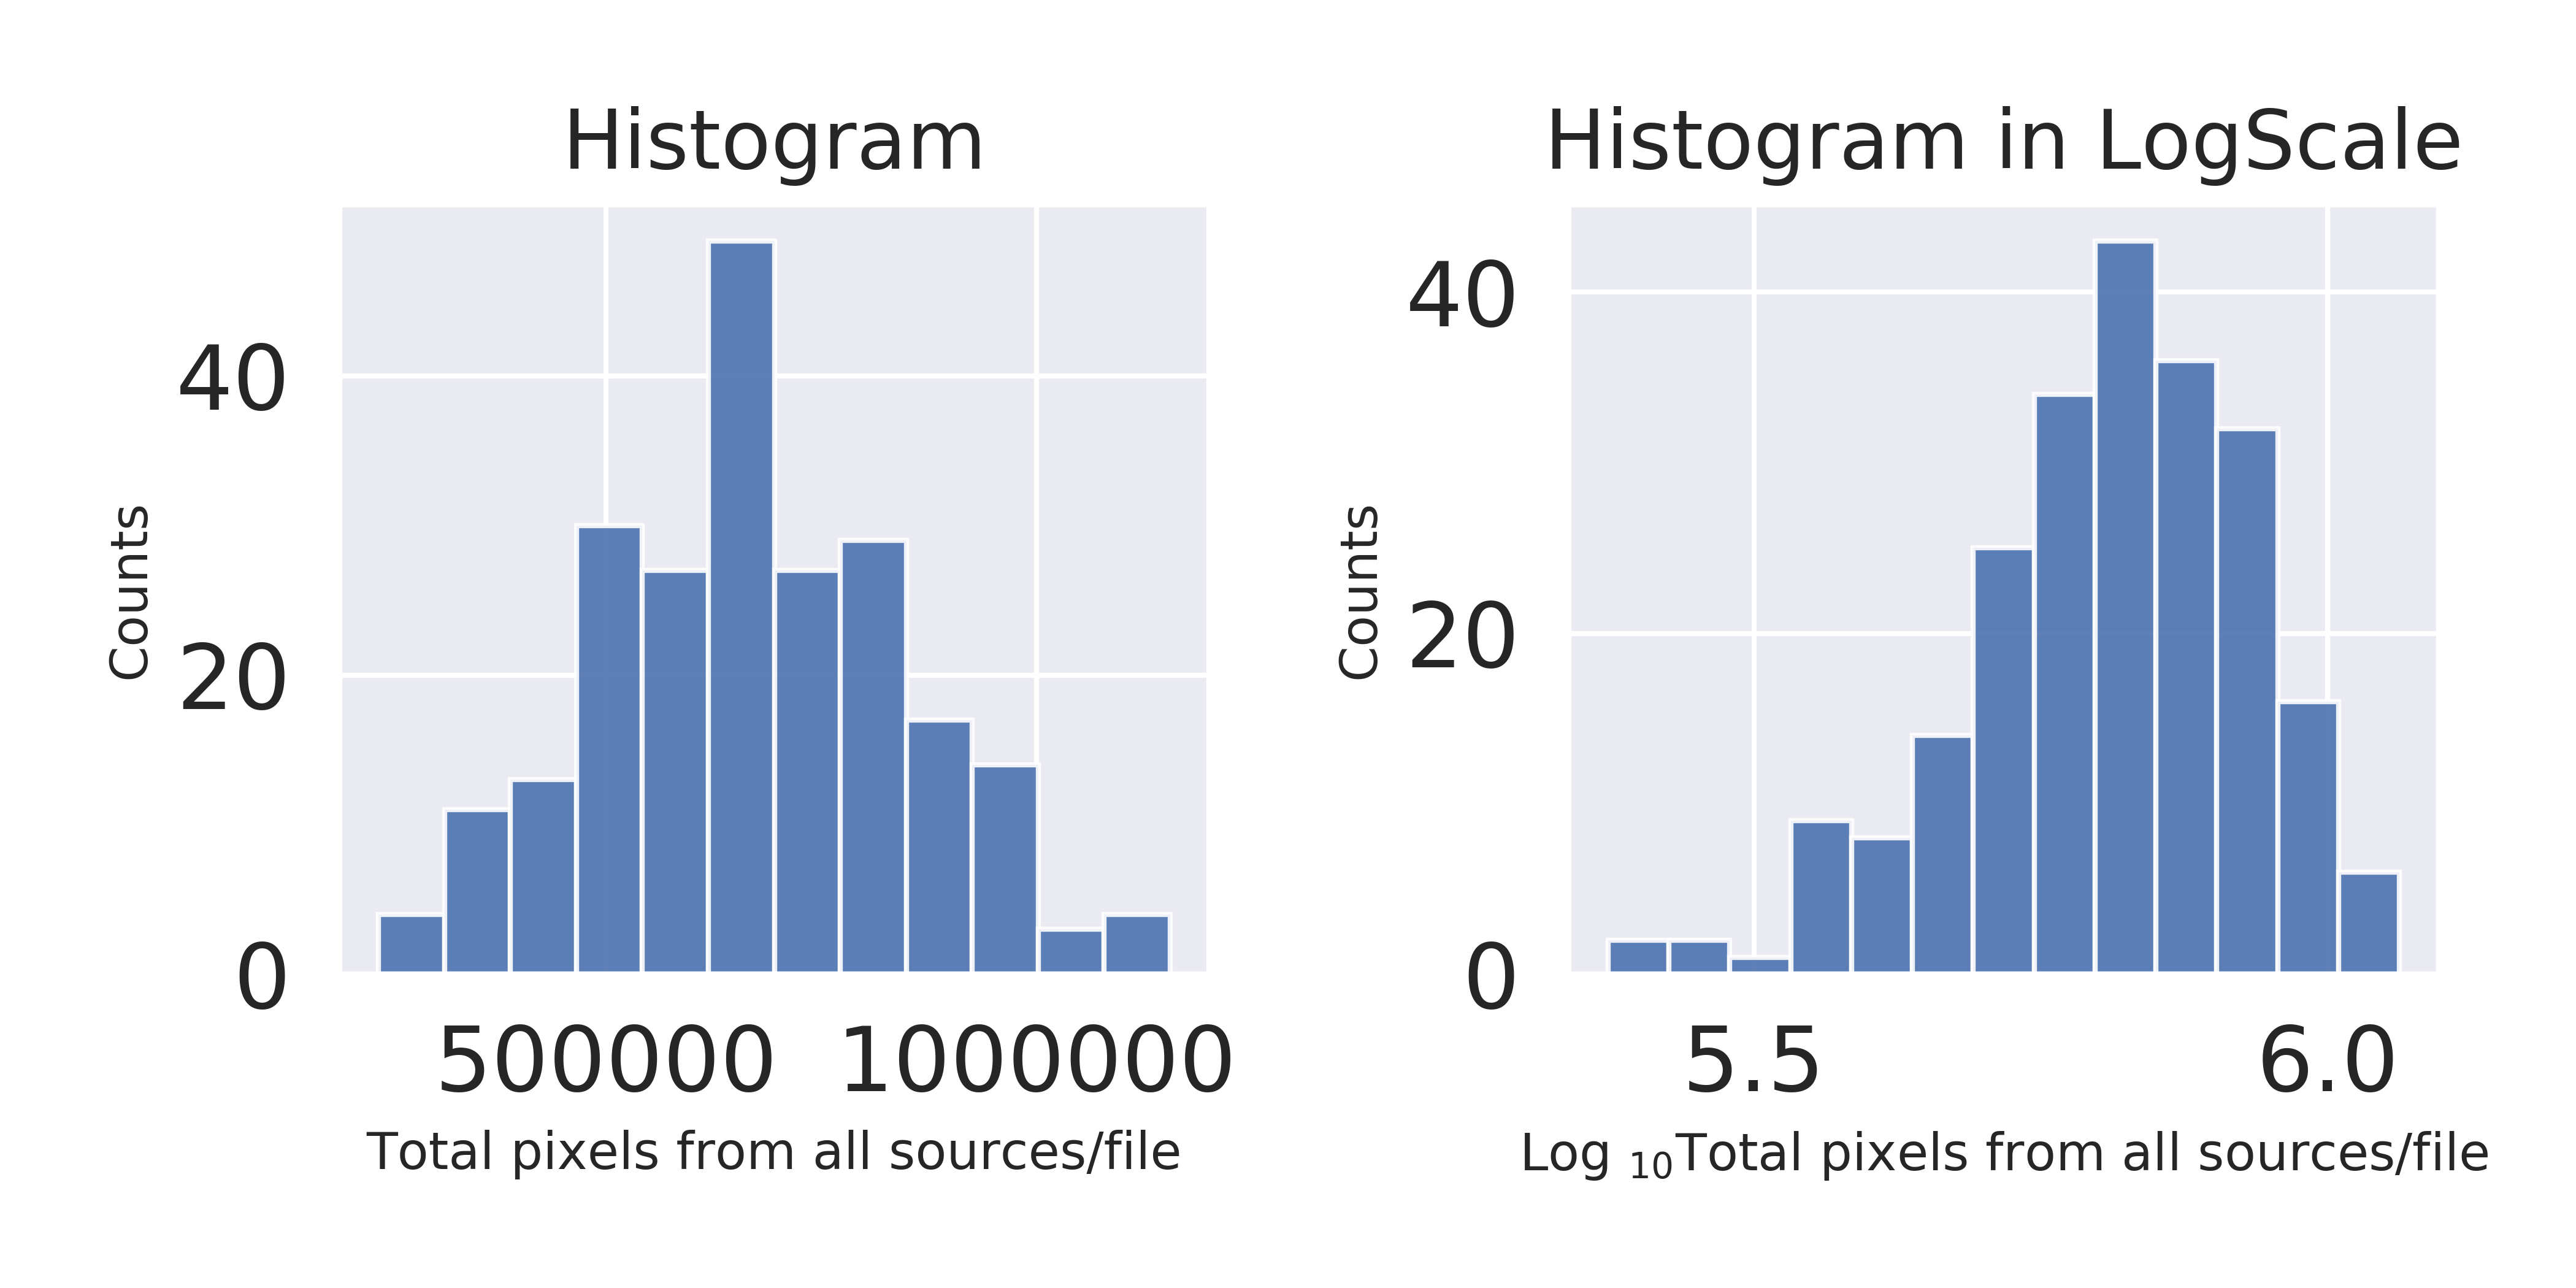 Histogram
Counts
40
20
0
500000
1000000
Total pixels from all sources/file
Histogram in LogScale
Counts
40
20
0
5.5
6.0
Log 10Total pixels from all sources/file